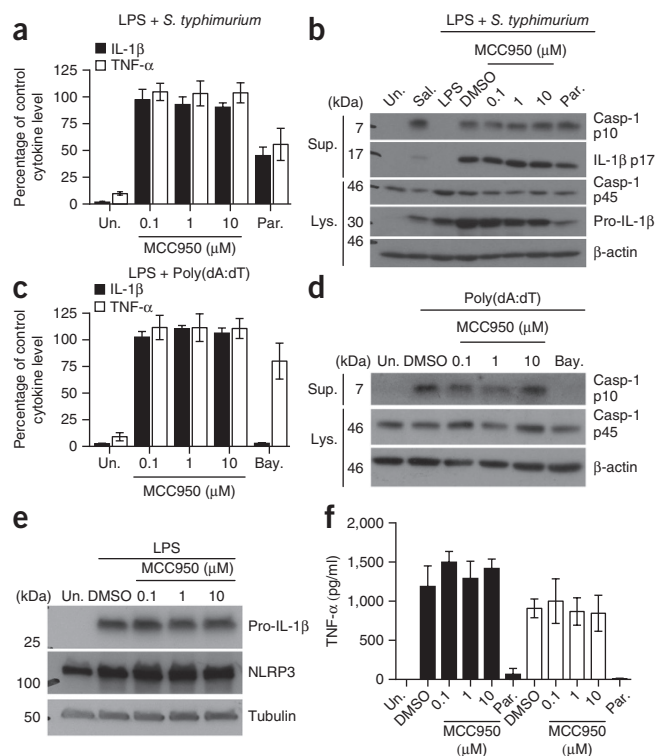 a
LPS + S. typhimurium
IL-1β
TNF-α
Percentage of control
cytokine level
125
100
75
50
25
0
Un. 0.1 1 10 Par.
MCC950 (μM)
b
LPS + S. typhimurium
MCC950 (μM)
(kDa) Un. Sal. LPS DMSO 0.1 1 10 Par.
Sup. 7 Casp-1
p10
17 IL-1β p17
Lys. 46 Casp-1
p45
30 Pro-IL-1β
46 β-actin
c
LPS + Poly(dA:dT)
IL-1β
TNF-α
Percentage of control
cytokine level
125
100
75
50
25
0
Un. 0.1 1 10 Bay.
MCC950 (μM)
d
Poly(dA:dT)
MCC950 (μM)
(kDa) Un. DMSO 0.1 1 10 Bay.
Sup. 7 Casp-1
p10
Lys. 46 Casp-1
p45
46 β-actin
e
LPS
MCC950 (μM)
(kDa) Un. DMSO 0.1 1 10
Pro-IL-1β
25
NLRP3
100
50 Tubulin
f
TNF-α (pg/ml)
2,000
1,500
1,000
500
0
Un. DMSO 0.1 1 10 Par. DMSO 0.1 1 10 Par.
MCC950 MCC950
(μM) (μM)